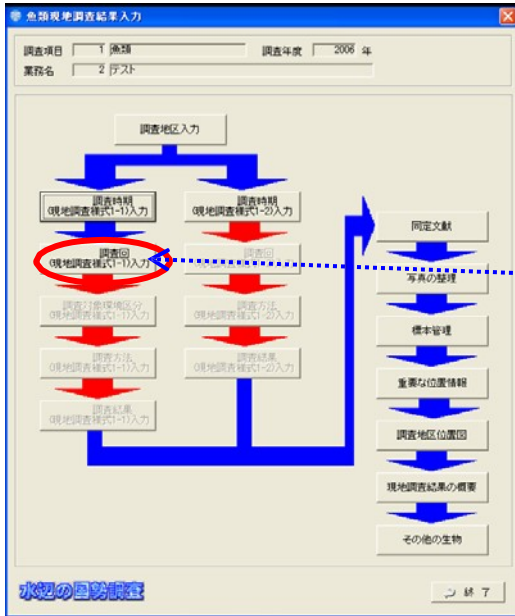 魚類現地調査結果入力
調査項目 1 魚類 調査年度 2006 年
業務名 2 テスト
調査地区入力
調査時期
(現地調査様式1-1)入力
調査時期
(現地調査様式1-2)入力
調査回
(現地調査様式1-1)入力
調査回
(現地調査様式1-2)入力
調査対象環境区分
(現地調査様式1-1)入力
調査方法
(現地調査様式1-2)入力
調査方法
(現地調査様式1-1)入力
調査結果
(現地調査様式1-2)入力
調査結果
(現地調査様式1-1)入力
同定文献
写真の整理
標本管理
重要な位置情報
調査地区位置図
現地調査結果の概要
その他の生物
水辺の国勢調査
終了